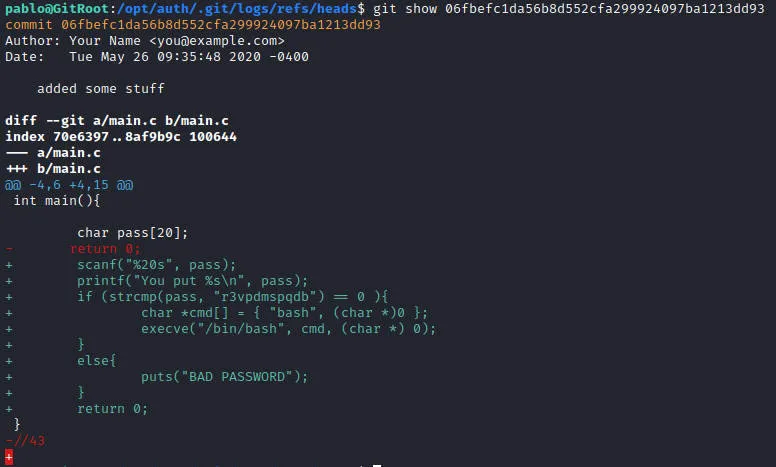 pablo@GitRoot:/opt/auth/.git/logs/refs/heads$ git show 06fbefc1da56b8d552cfa299924097ba1213dd93
commit 06fbefc1da56b8d552cfa299924097ba1213dd93
Author: Your Name <you@example.com>
Date:   Tue May 26 09:35:48 2020 -0400

    added some stuff

diff --git a/main.c b/main.c
index 70e6397..8af9b9c 100644
--- a/main.c
+++ b/main.c
@@ -4,6 +4,15 @@
 int main(){

         char pass[20];
-       return 0;
+        scanf("%20s", pass);
+        printf("You put %s\n", pass);
+        if (strcmp(pass, "r3vpdmspqdb") == 0 ){
+                char *cmd[] = { "bash", (char *)0 };
+                execve("/bin/bash", cmd, (char *) 0);
+        }
+        else{
+                puts("BAD PASSWORD");
+        }
+        return 0;
 }
-//43
+